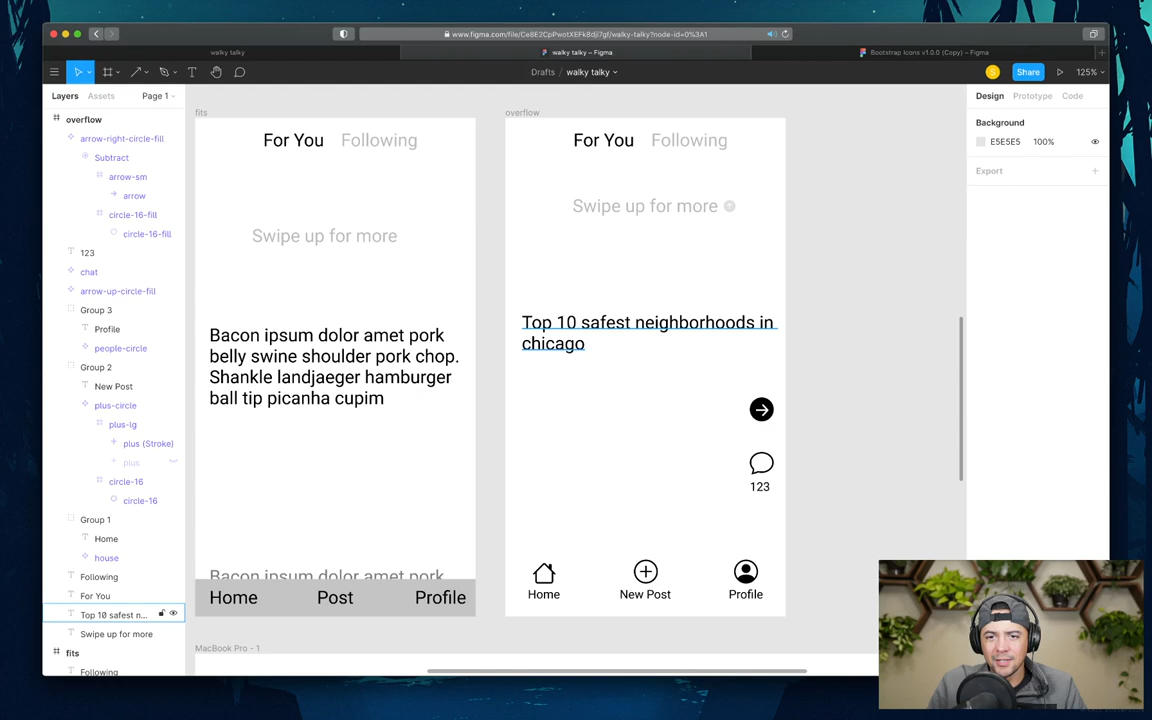 www.figma.com/file/Ce8E2CpPwotXEFk8dji7gf/walky-talky?node-id=0%3A1
walky talky
walky talky – Figma
Bootstrap Icons v1.0.0 (Copy) – Figma
Drafts / walky talky
S
Share
125%
Layers
Assets
Page 1
overflow
arrow-right-circle-fill
Subtract
arrow-sm
arrow
circle-16-fill
circle-16-fill
123
chat
arrow-up-circle-fill
Group 3
Profile
people-circle
Group 2
New Post
plus-circle
plus-lg
plus (Stroke)
plus
circle-16
circle-16
Group 1
Home
house
Following
For You
Top 10 safest n...
Swipe up for more
fits
Following
fits
For You Following
Swipe up for more
Bacon ipsum dolor amet pork
belly swine shoulder pork chop.
Shankle landjaeger hamburger
ball tip picanha cupim
Bacon ipsum dolor amet pork
Home Post Profile
overflow
For You Following
Swipe up for more
Top 10 safest neighborhoods in
chicago
123
Home New Post Profile
MacBook Pro - 1
Design
Prototype
Code
Background
E5E5E5 100%
Export